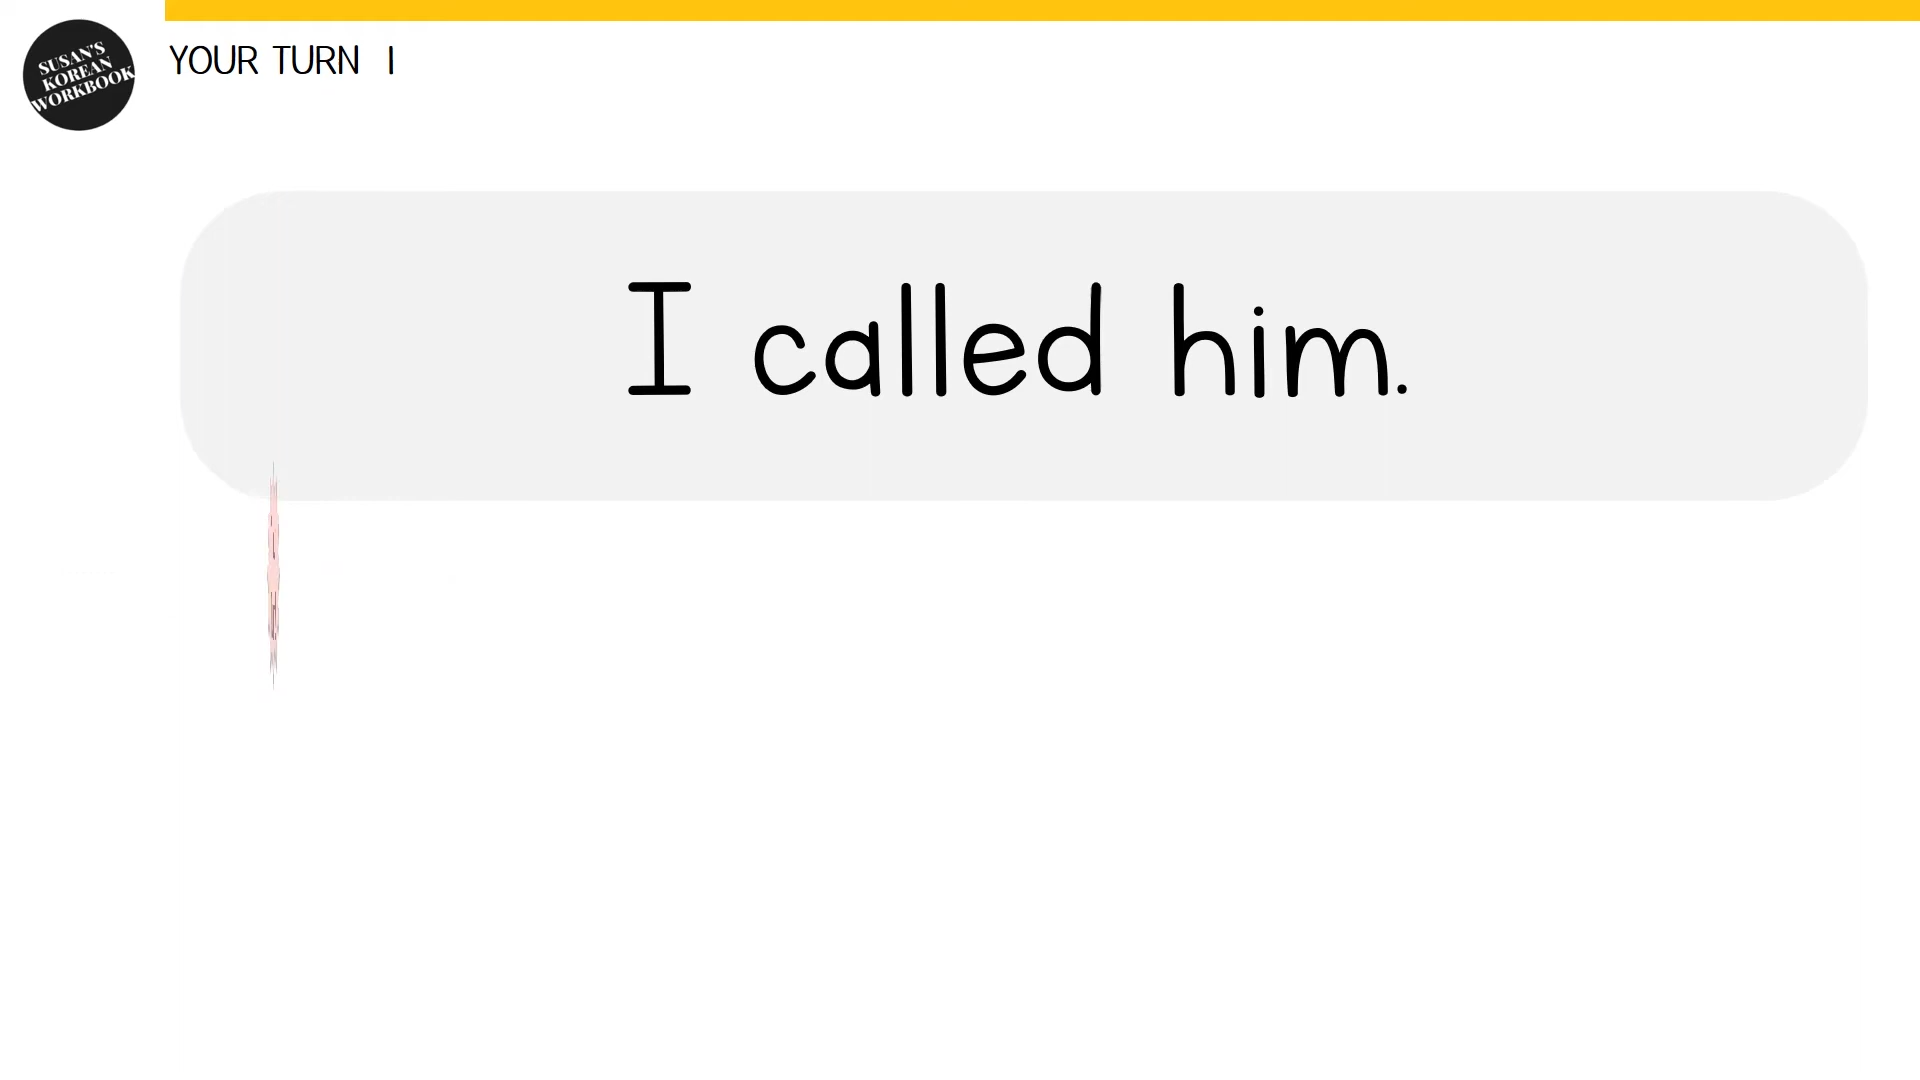 SUSAN'S
KOREAN
WORKBOOK
YOUR TURN I
I called him.